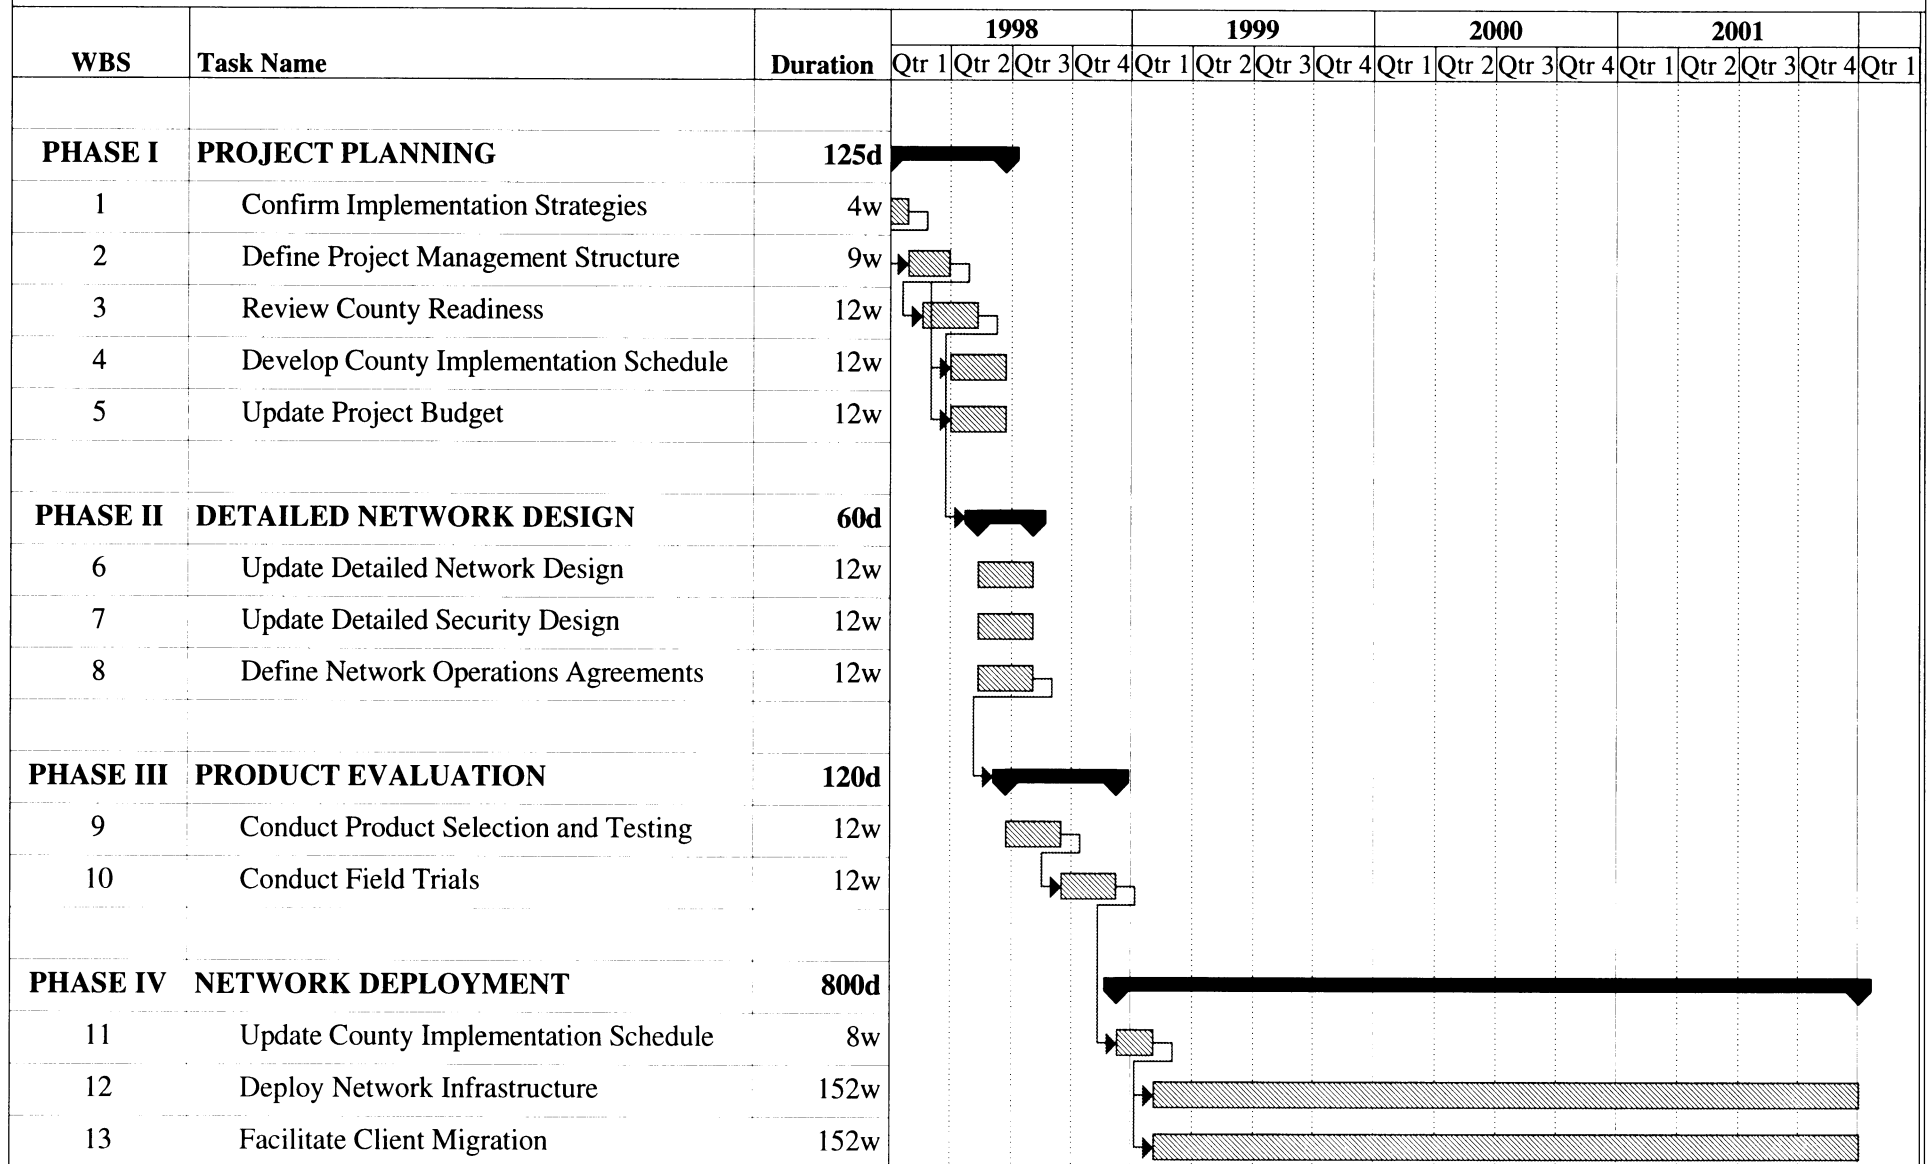 1998 1999 2000 2001
WBS Task Name Duration Qtr 1 Qtr 2 Qtr 3 Qtr 4 Qtr 1 Qtr 2 Qtr 3 Qtr 4 Qtr 1 Qtr 2 Qtr 3 Qtr 4 Qtr 1 Qtr 2 Qtr 3 Qtr 4 Qtr 1
PHASE I PROJECT PLANNING 125d
1 Confirm Implementation Strategies 4w
2 Define Project Management Structure 9w
3 Review County Readiness 12w
4 Develop County Implementation Schedule 12w
5 Update Project Budget 12w
PHASE II DETAILED NETWORK DESIGN 60d
6 Update Detailed Network Design 12w
7 Update Detailed Security Design 12w
8 Define Network Operations Agreements 12w
PHASE III PRODUCT EVALUATION 120d
9 Conduct Product Selection and Testing 12w
10 Conduct Field Trials 12w
PHASE IV NETWORK DEPLOYMENT 800d
11 Update County Implementation Schedule 8w
12 Deploy Network Infrastructure 152w
13 Facilitate Client Migration 152w